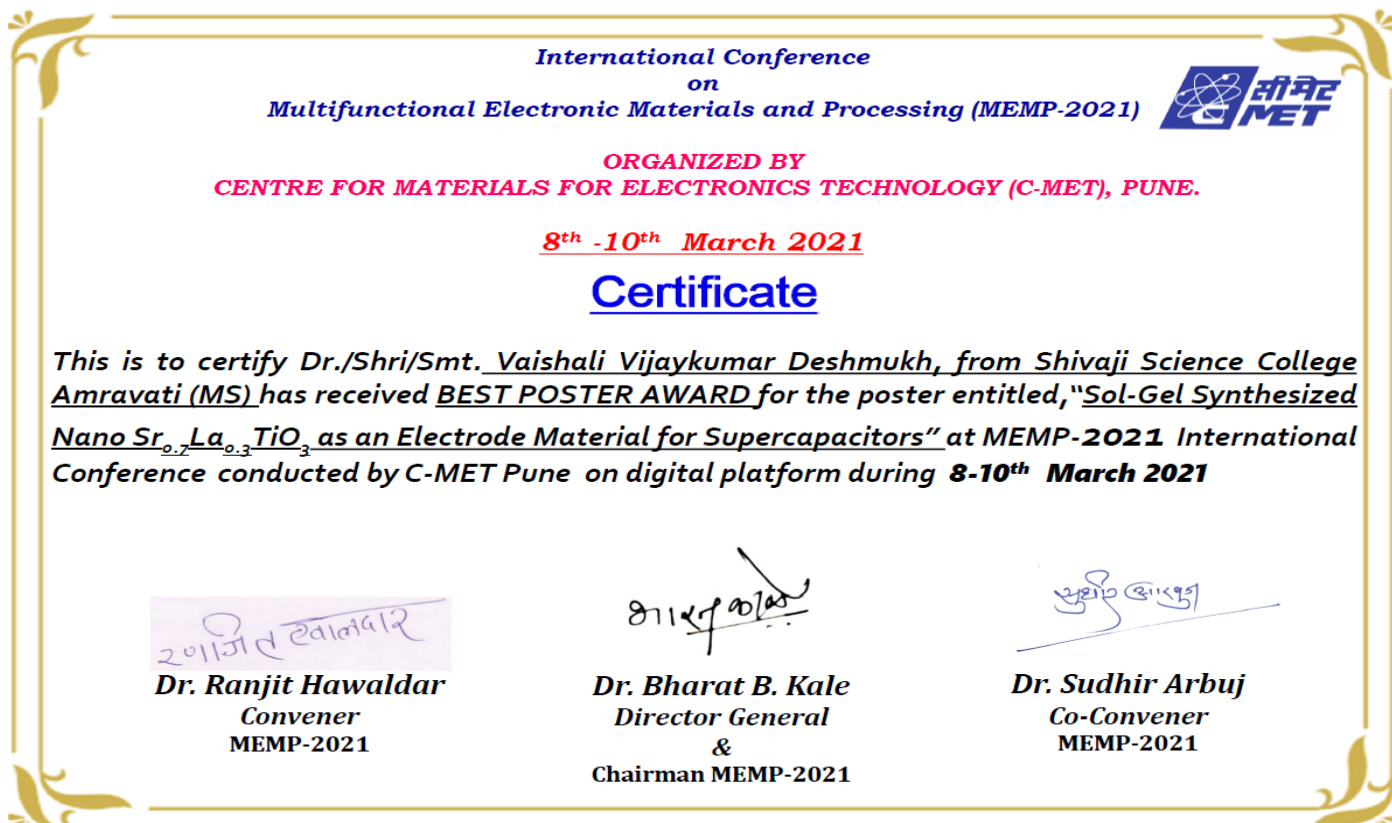 International Conference
on
Multifunctional Electronic Materials and Processing (MEMP-2021)
सीमेट
C MET
ORGANIZED BY
CENTRE FOR MATERIALS FOR ELECTRONICS TECHNOLOGY (C-MET), PUNE.
8th -10th March 2021
Certificate
This is to certify Dr./Shri/Smt. Vaishali Vijaykumar Deshmukh, from Shivaji Science College
Amravati (MS) has received BEST POSTER AWARD for the poster entitled,"Sol-Gel Synthesized
Nano Sr0.7La0.3TiO3 as an Electrode Material for Supercapacitors" at MEMP-2021 International
Conference conducted by C-MET Pune on digital platform during 8-10th March 2021
रणजित हवालदार
भारत काळे
सुधीर आरबुज
Dr. Ranjit Hawaldar
Convener
MEMP-2021
Dr. Bharat B. Kale
Director General
&
Chairman MEMP-2021
Dr. Sudhir Arbuj
Co-Convener
MEMP-2021